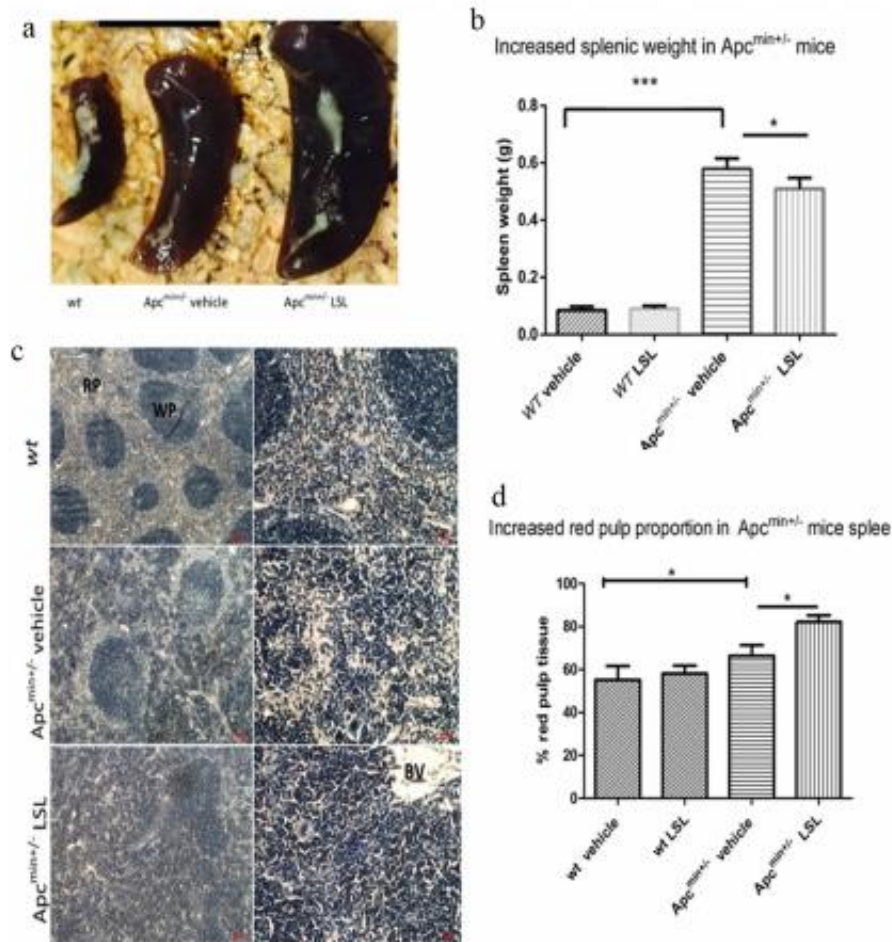 a
wt
Apcmin+/- vehicle
Apcmin+/- LSL
b
Increased splenic weight in Apcmin+/- mice
***
*
Spleen weight (g)
0.8
0.6
0.4
0.2
0.0
WT vehicle
WT LSL
Apcmin+/- vehicle
Apcmin+/- LSL
c
RP
WP
BV
wt
Apcmin+/- vehicle
Apcmin+/- LSL
d
Increased red pulp proportion in Apcmin+/- mice splee
*
*
% red pulp tissue
100
80
60
40
20
0
wt vehicle
wt LSL
Apcmin+/- vehicle
Apcmin+/- LSL